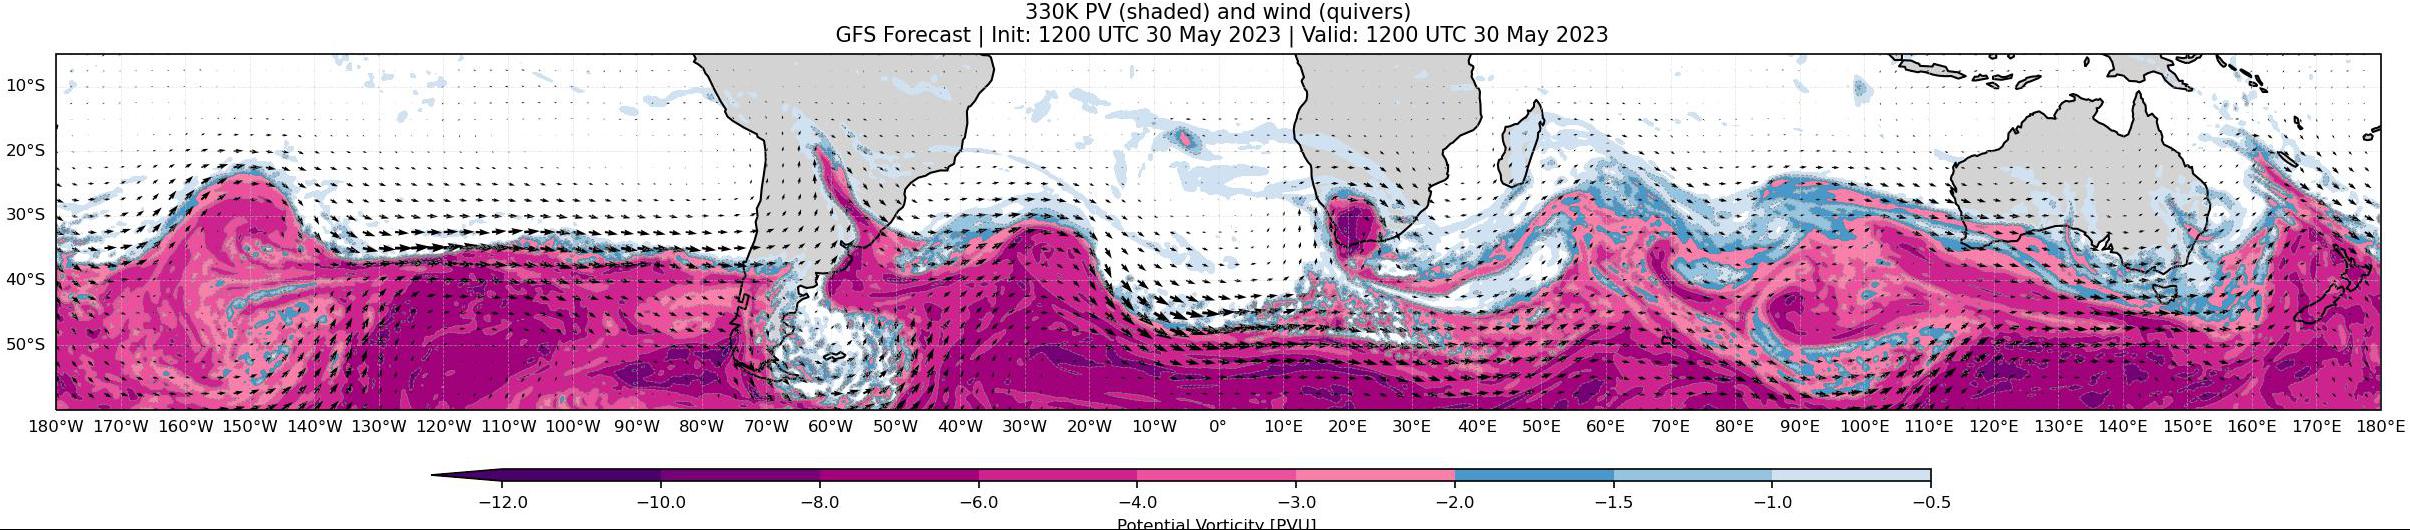 330K PV (shaded) and wind (quivers)
GFS Forecast | Init: 1200 UTC 30 May 2023 | Valid: 1200 UTC 30 May 2023
10°S
20°S
30°S
40°S
50°S
180°W 170°W 160°W 150°W 140°W 130°W 120°W 110°W 100°W 90°W 80°W 70°W 60°W 50°W 40°W 30°W 20°W 10°W 0° 10°E 20°E 30°E 40°E 50°E 60°E 70°E 80°E 90°E 100°E 110°E 120°E 130°E 140°E 150°E 160°E 170°E 180°E
−12.0 −10.0 −8.0 −6.0 −4.0 −3.0 −2.0 −1.5 −1.0 −0.5
Potential Vorticity [PVU]